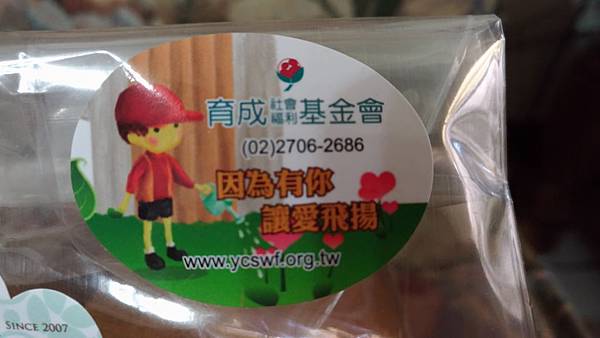 育成社會福利基金會
(02)2706-2686
因為有你
讓愛飛揚
www.ycswf.org.tw
SINCE 2007